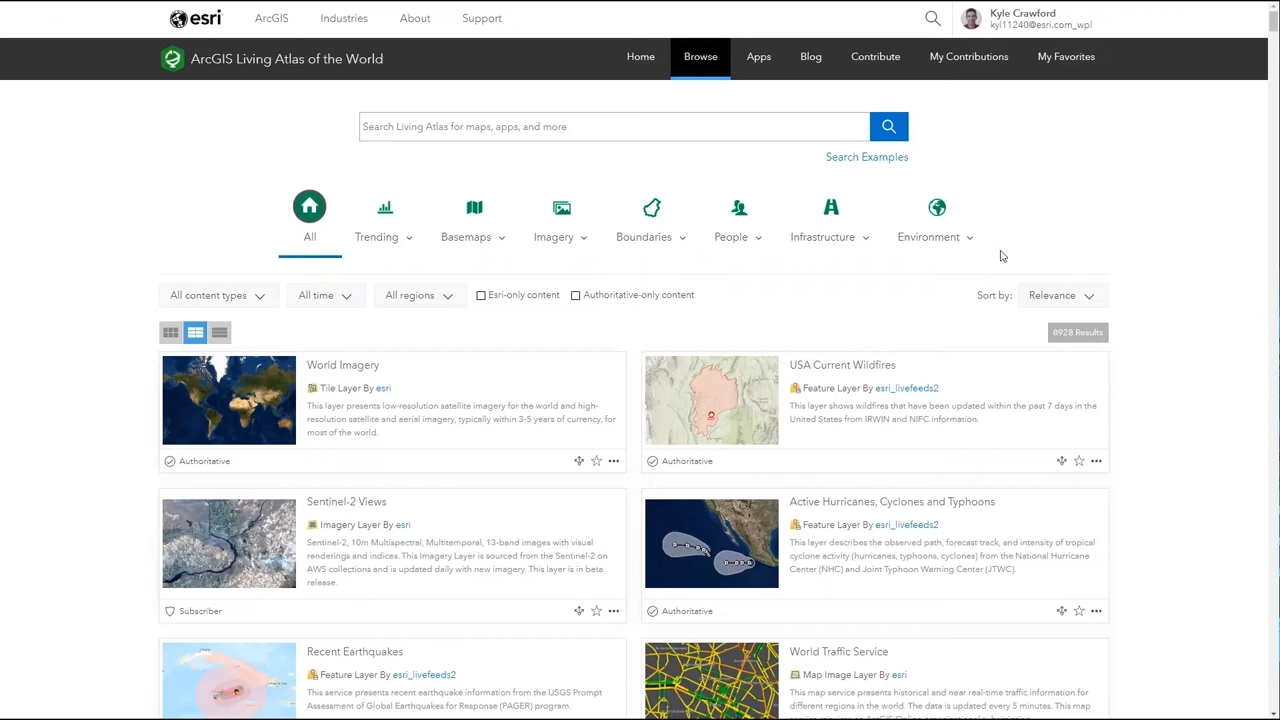 esri
ArcGIS
Industries
About
Support
Kyle Crawford
kyl11240@esri.com_wpl
ArcGIS Living Atlas of the World
Home
Browse
Apps
Blog
Contribute
My Contributions
My Favorites
Search Living Atlas for maps, apps, and more
Search Examples
All
Trending
Basemaps
Imagery
Boundaries
People
Infrastructure
Environment
All content types
All time
All regions
Esri-only content
Authoritative-only content
Sort by:
Relevance
8928 Results
World Imagery
Tile Layer By esri
This layer presents low-resolution satellite imagery for the world and high-
resolution satellite and aerial imagery, typically within 3-5 years of currency, for
most of the world.
Authoritative
USA Current Wildfires
Feature Layer By esri_livefeeds2
This layer shows wildfires that have been updated within the past 7 days in the
United States from IRWIN and NIFC information.
Authoritative
Sentinel-2 Views
Imagery Layer By esri
Sentinel-2, 10m Multispectral, Multitemporal, 13-band images with visual
renderings and indices. This Imagery Layer is sourced from the Sentinel-2 on
AWS collections and is updated daily with new imagery. This layer is in beta
release.
Subscriber
Active Hurricanes, Cyclones and Typhoons
Feature Layer By esri_livefeeds2
This layer describes the observed path, forecast track, and intensity of tropical
cyclone activity (hurricanes, typhoons, cyclones) from the National Hurricane
Center (NHC) and Joint Typhoon Warning Center (JTWC).
Authoritative
Recent Earthquakes
Feature Layer By esri_livefeeds2
This service presents recent earthquake information from the USGS Prompt
Assessment of Global Earthquakes for Response (PAGER) program.
World Traffic Service
Map Image Layer By esri
This map service presents historical and near real-time traffic information for
different regions in the world. The data is updated every 5 minutes. This map